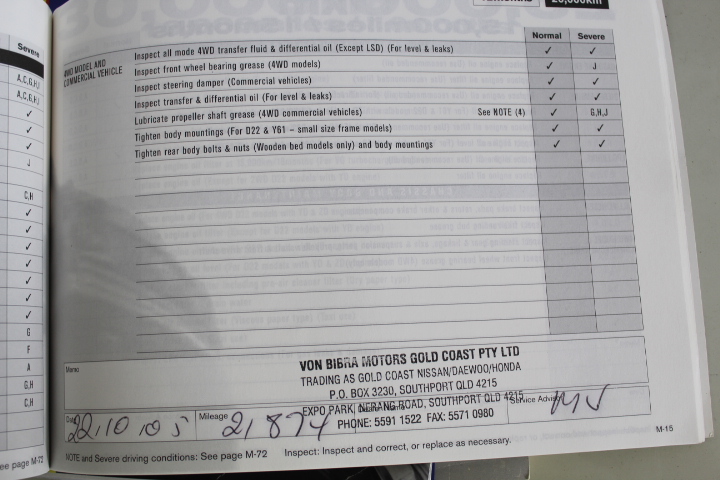 20,000km
Severe
A,C,G,H,J
A,C,G,H,J
✓
✓
✓
J
C,H
✓
✓
✓
✓
✓
✓
✓
G
F
A
G,H
C,H
ee page M-72
Normal Severe
4WD MODEL AND
COMMERCIAL VEHICLE
Inspect all mode 4WD transfer fluid & differential oil (Except LSD) (For level & leaks) ✓ ✓
Inspect front wheel bearing grease (4WD models) ✓ J
Inspect steering damper (Commercial vehicles) ✓ ✓
Inspect transfer & differential oil (For level & leaks) ✓ ✓
Lubricate propeller shaft grease (4WD commercial vehicles) See NOTE (4) ✓ G,H,J
Tighten body mountings (For D22 & Y61 – small size frame models) ✓ ✓
Tighten rear body bolts & nuts (Wooden bed models only) and body mountings ✓ ✓
Memo
VON BIBRA MOTORS GOLD COAST PTY LTD
TRADING AS GOLD COAST NISSAN/DAEWOO/HONDA
P.O. BOX 3230, SOUTHPORT QLD 4215
EXPO PARK, NERANG ROAD, SOUTHPORT QLD 4215
PHONE: 5591 1522 FAX: 5571 0980
Date 22/10/05 Mileage 21874 Service Advisor
NOTE and Severe driving conditions: See page M-72 Inspect: Inspect and correct, or replace as necessary.
M-15